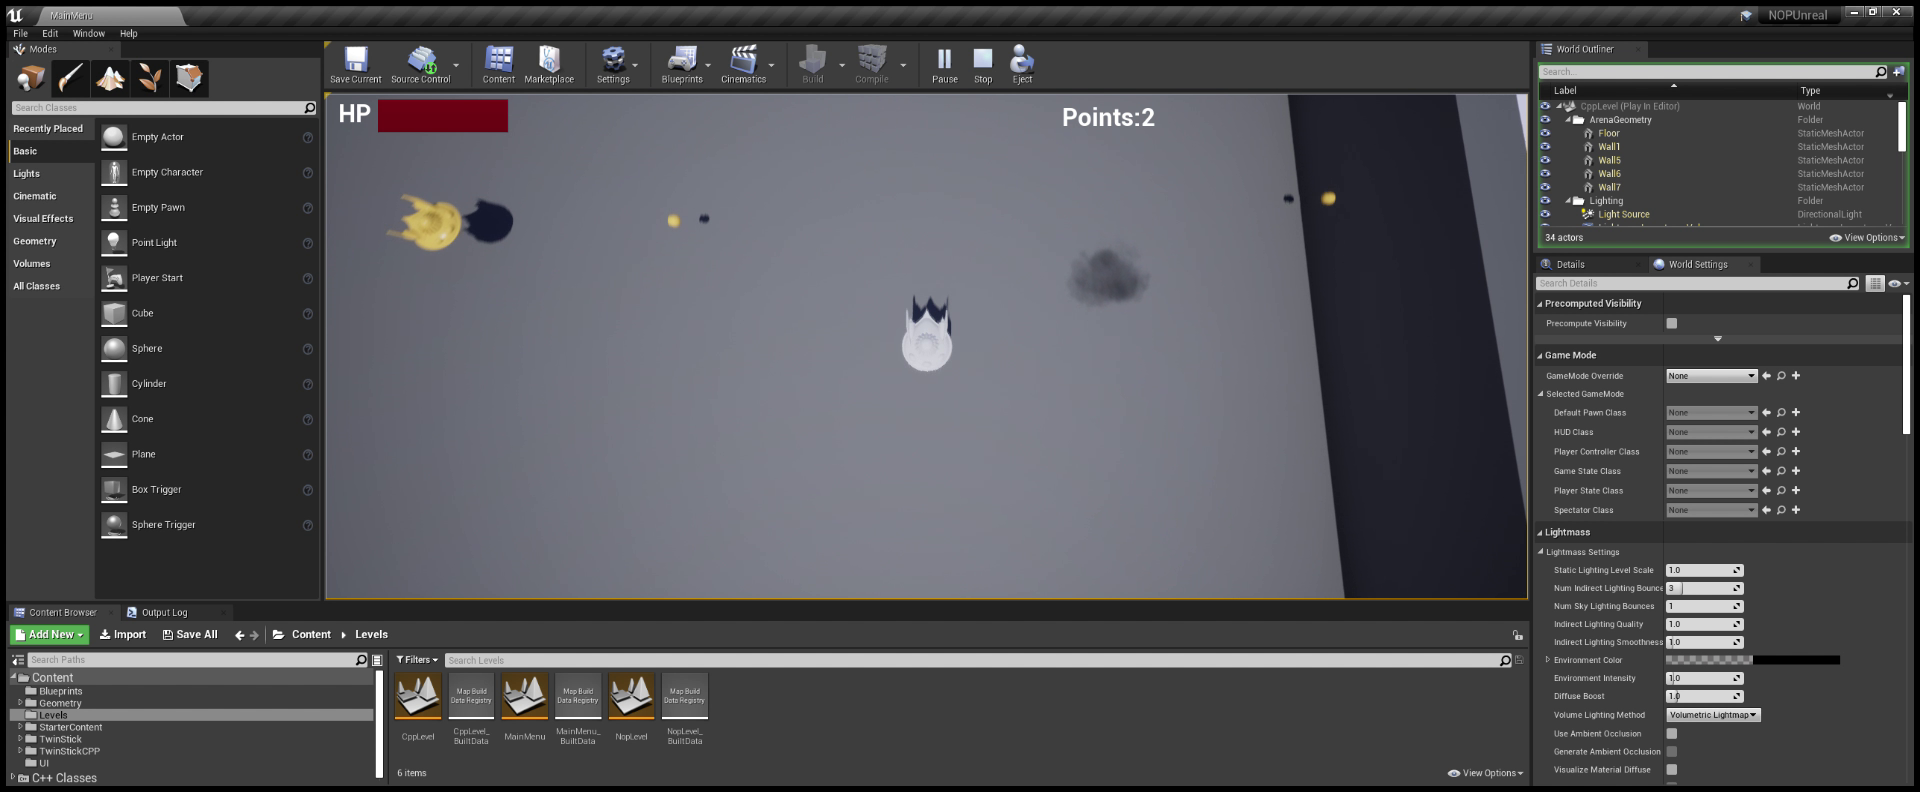 MainMenu
NOPUnreal
File Edit Window Help
Modes
Search Classes
Recently Placed
Basic
Lights
Cinematic
Visual Effects
Geometry
Volumes
All Classes
Empty Actor
Empty Character
Empty Pawn
Point Light
Player Start
Cube
Sphere
Cylinder
Cone
Plane
Box Trigger
Sphere Trigger
Save Current
Source Control
Content
Marketplace
Settings
Blueprints
Cinematics
Build
Compile
Pause
Stop
Eject
HP
Points:2
World Outliner
Search...
Label Type
CppLevel (Play In Editor) World
ArenaGeometry Folder
Floor StaticMeshActor
Wall1 StaticMeshActor
Wall5 StaticMeshActor
Wall6 StaticMeshActor
Wall7 StaticMeshActor
Lighting Folder
Light Source DirectionalLight
34 actors View Options
Details World Settings
Search Details
Precomputed Visibility
Precompute Visibility
Game Mode
GameMode Override None
Selected GameMode
Default Pawn Class None
HUD Class None
Player Controller Class None
Game State Class None
Player State Class None
Spectator Class None
Lightmass
Lightmass Settings
Static Lighting Level Scale 1.0
Num Indirect Lighting Bounce 3
Num Sky Lighting Bounces 1
Indirect Lighting Quality 1.0
Indirect Lighting Smoothness 1.0
Environment Color
Environment Intensity 1.0
Diffuse Boost 1.0
Volume Lighting Method Volumetric Lightmap
Use Ambient Occlusion
Generate Ambient Occlusion
Visualize Material Diffuse
Content Browser Output Log
Add New Import Save All Content Levels
Search Paths
Content
Blueprints
Geometry
Levels
StarterContent
TwinStick
TwinStickCPP
UI
C++ Classes
Filters Search Levels
Map Build
Data Registry
Map Build
Data Registry
Map Build
Data Registry
CppLevel
CppLevel_
BuiltData
MainMenu
MainMenu_
BuiltData
NopLevel
NopLevel_
BuiltData
6 items View Options